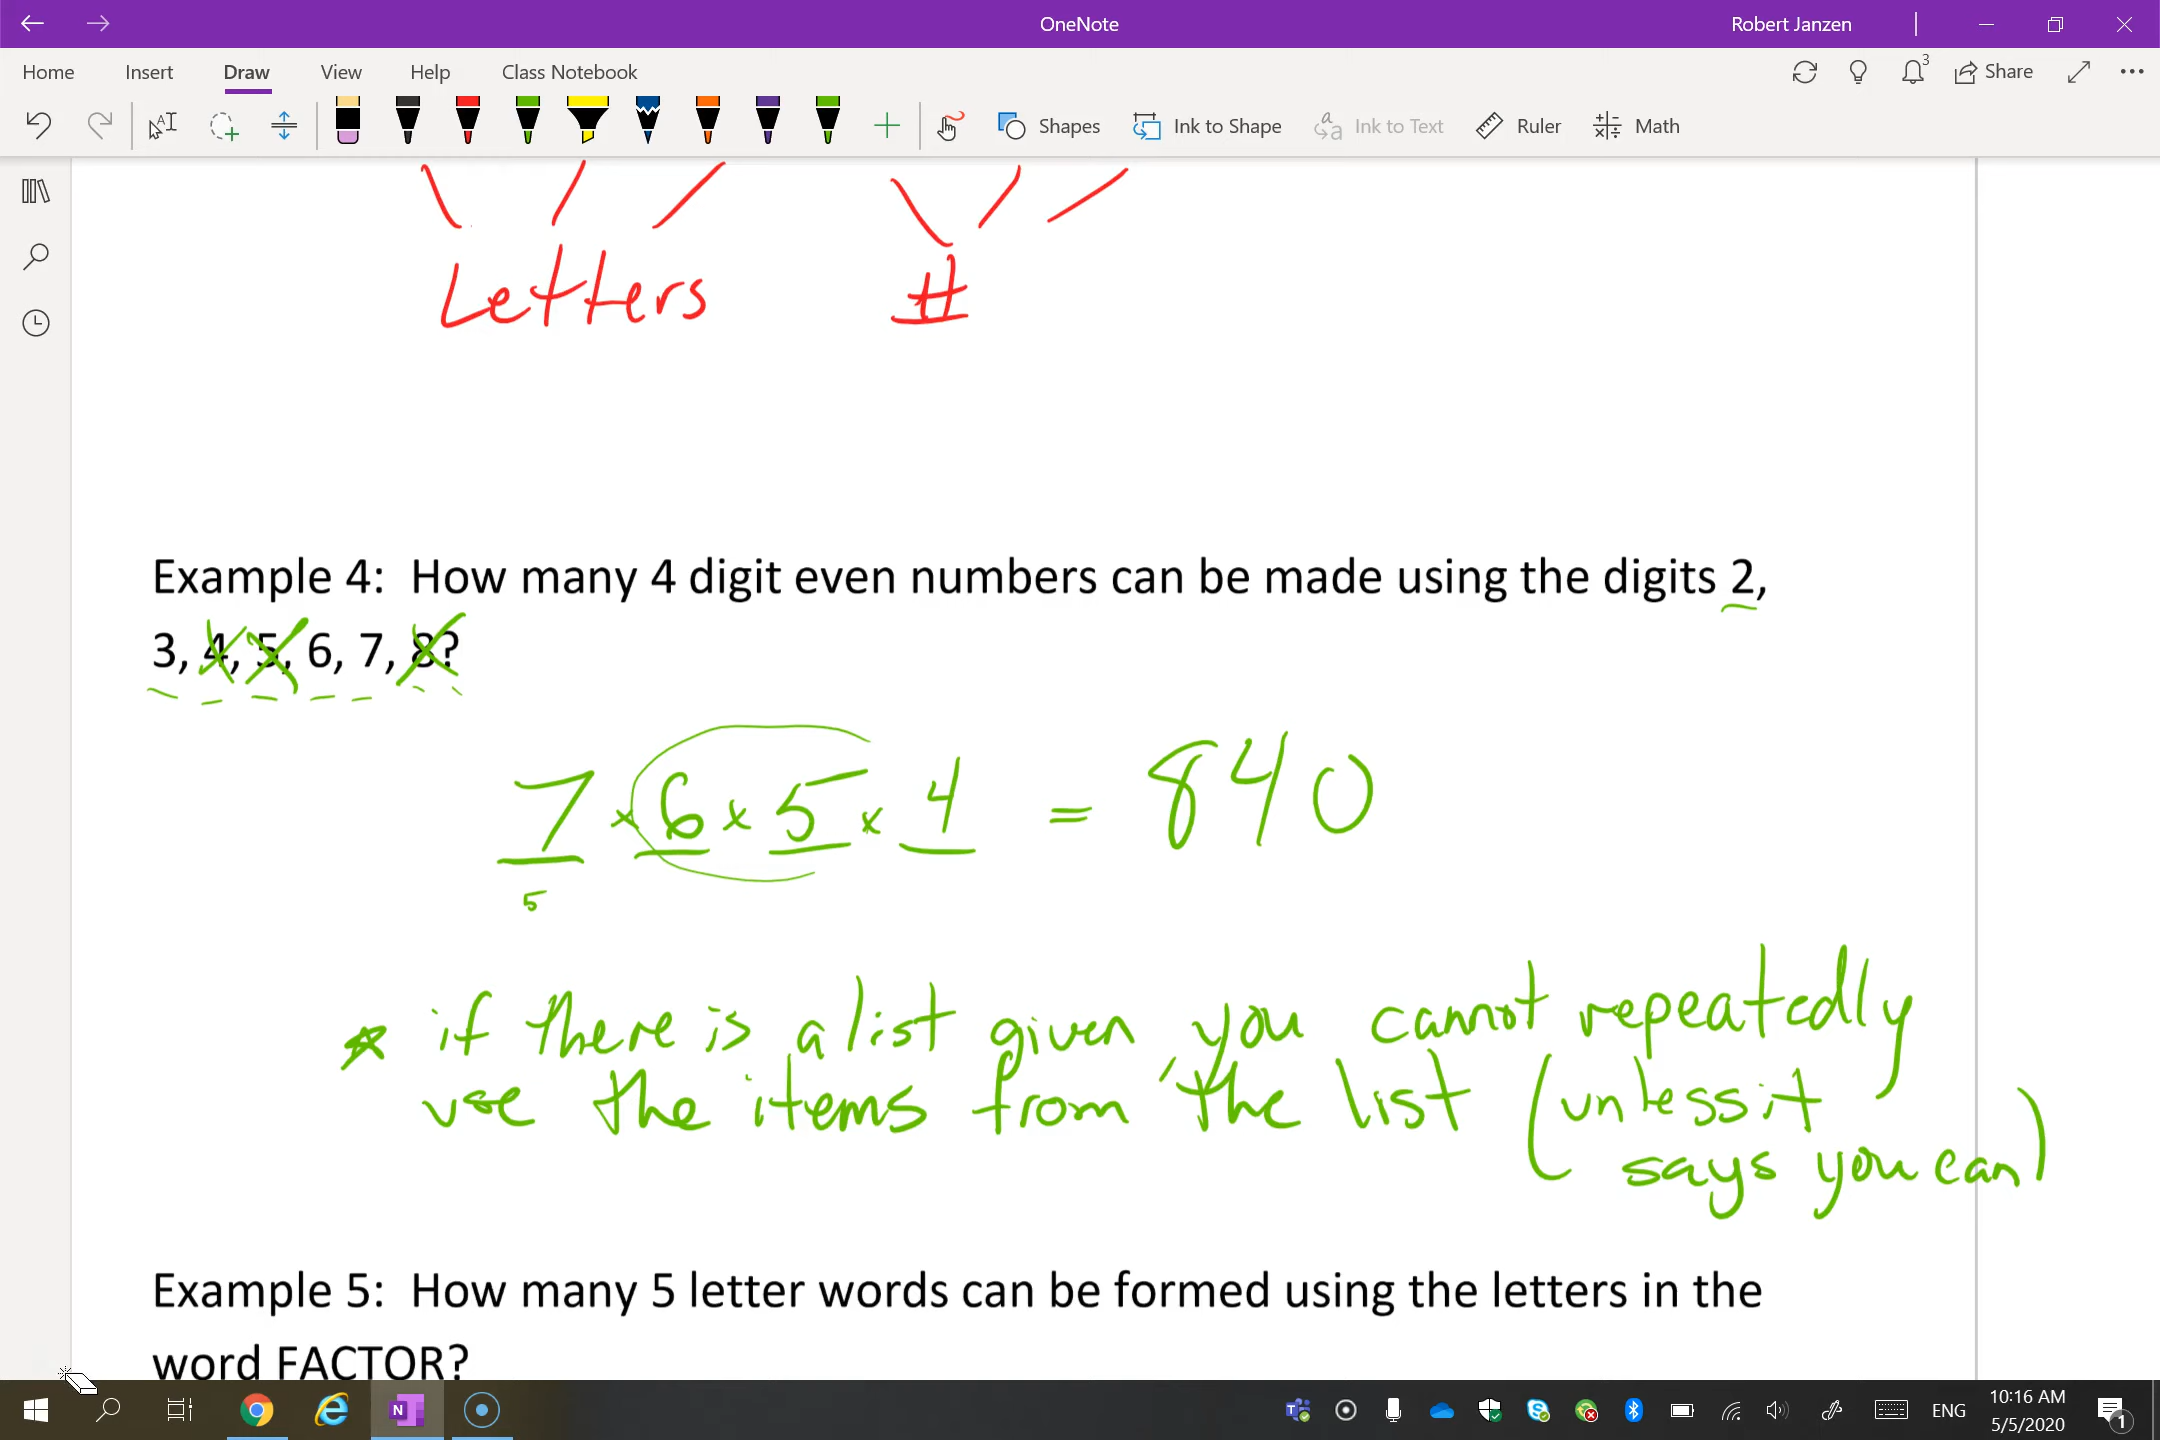 OneNote
Robert Janzen
Home Insert Draw View Help Class Notebook
3
Share
Shapes Ink to Shape Ink to Text Ruler Math
Letters #
Example 4: How many 4 digit even numbers can be made using the digits 2,
3, 4, 5, 6, 7, 8?
7 × 6 × 5 × 4 = 840
5
* if there is a list given, you cannot repeatedly
use the items from the list (unless it
says you can)
Example 5: How many 5 letter words can be formed using the letters in the
word FACTOR?
ENG
10:16 AM
5/5/2020
1